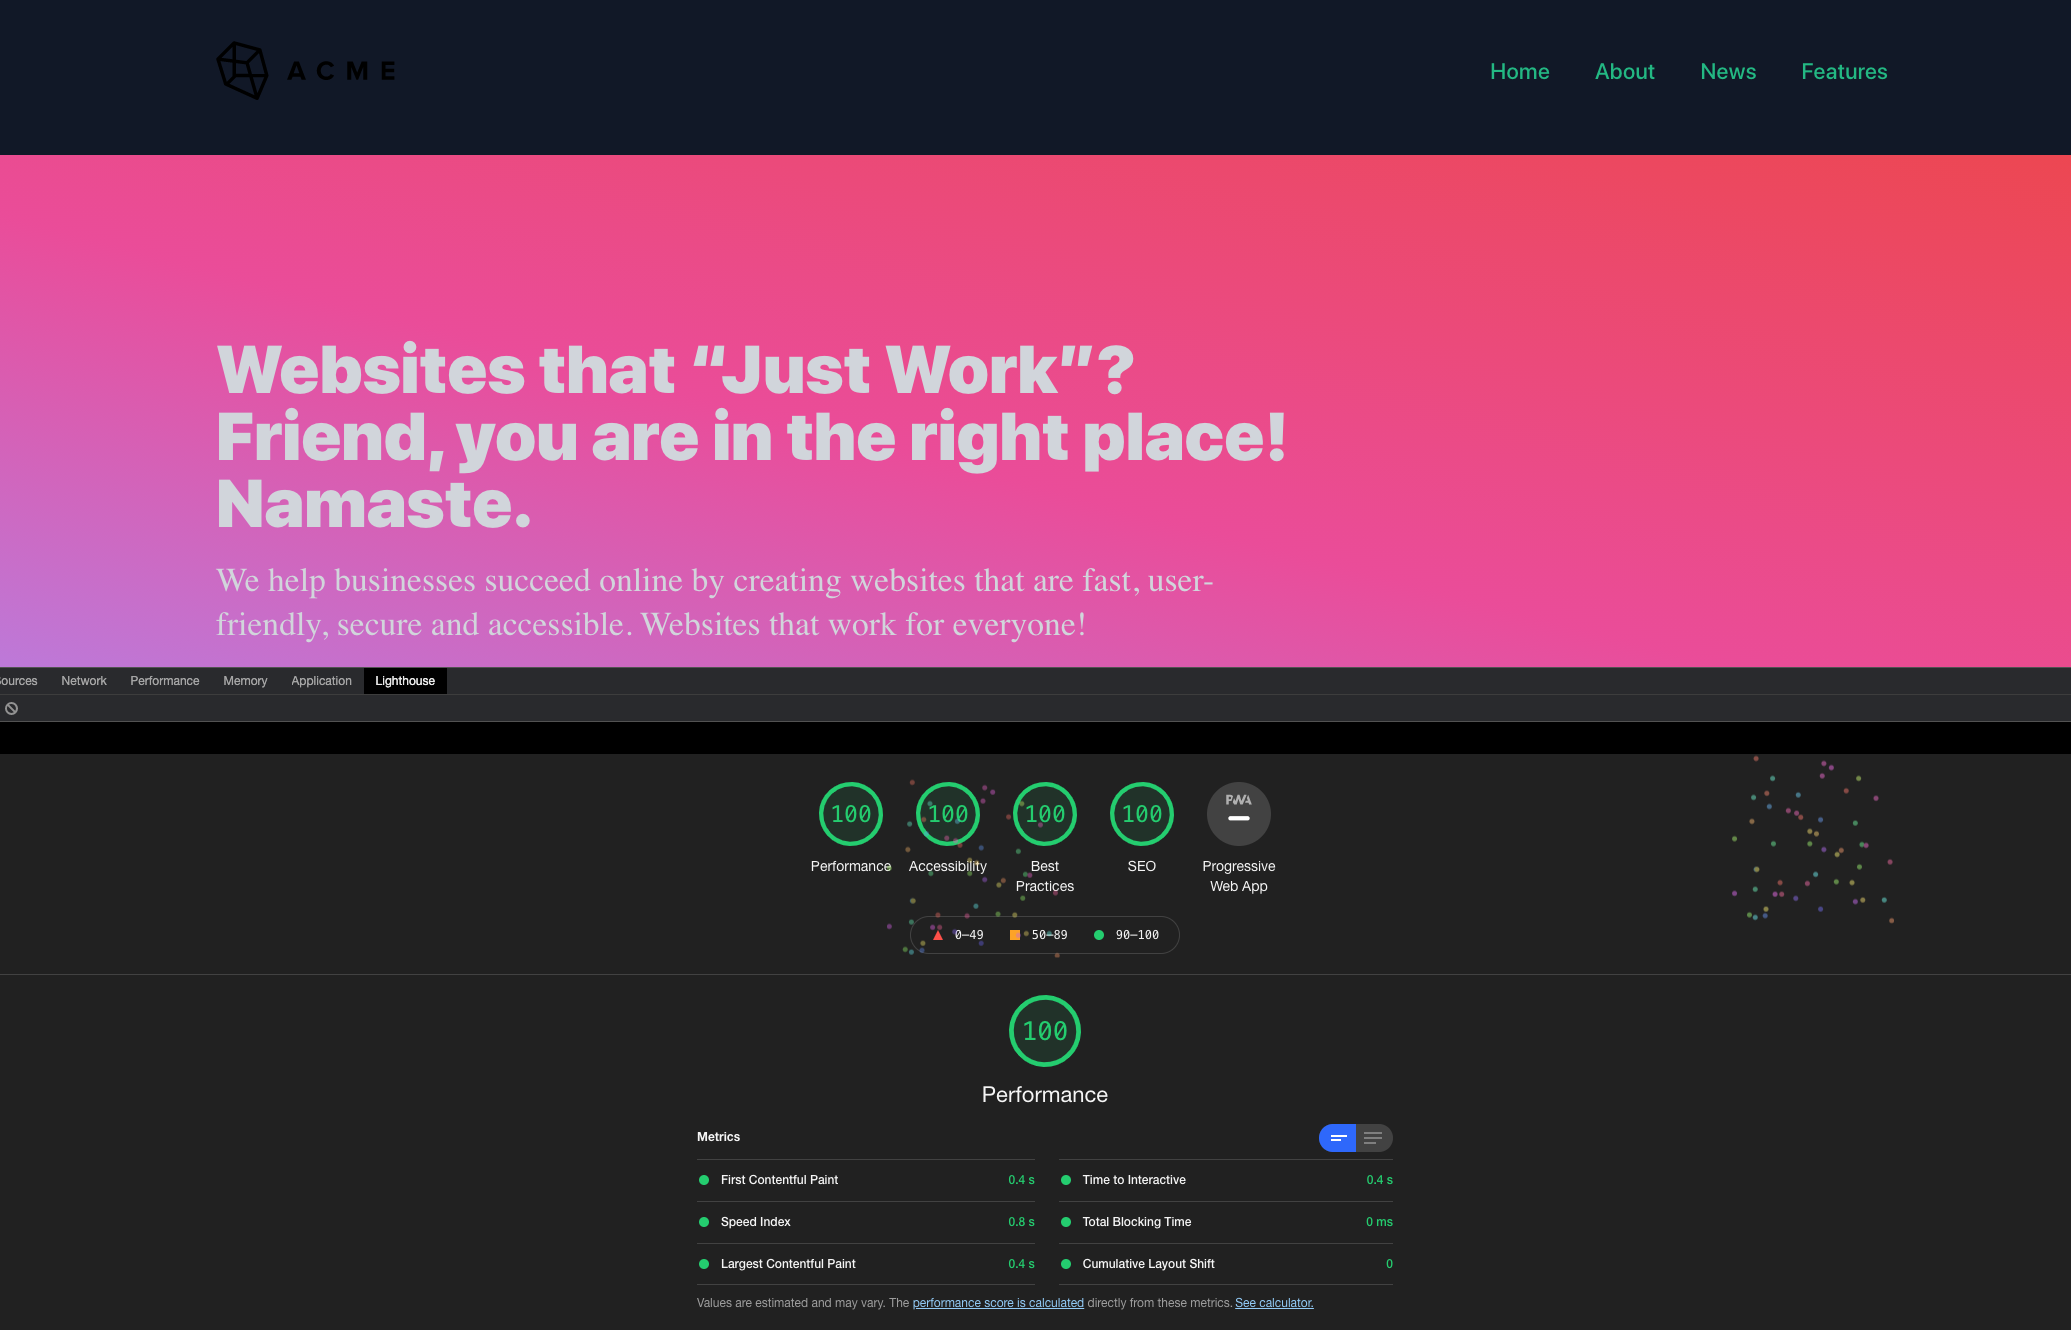 ACME
Home About News Features
Websites that “Just Work”?
Friend, you are in the right place!
Namaste.
We help businesses succeed online by creating websites that are fast, user-
friendly, secure and accessible. Websites that work for everyone!
ources Network Performance Memory Application Lighthouse
100 100 100 100 PWA
Performance Accessibility Best Practices SEO Progressive Web App
0–49 50–89 90–100
100
Performance
Metrics
First Contentful Paint 0.4 s Time to Interactive 0.4 s
Speed Index 0.8 s Total Blocking Time 0 ms
Largest Contentful Paint 0.4 s Cumulative Layout Shift 0
Values are estimated and may vary. The performance score is calculated directly from these metrics. See calculator.